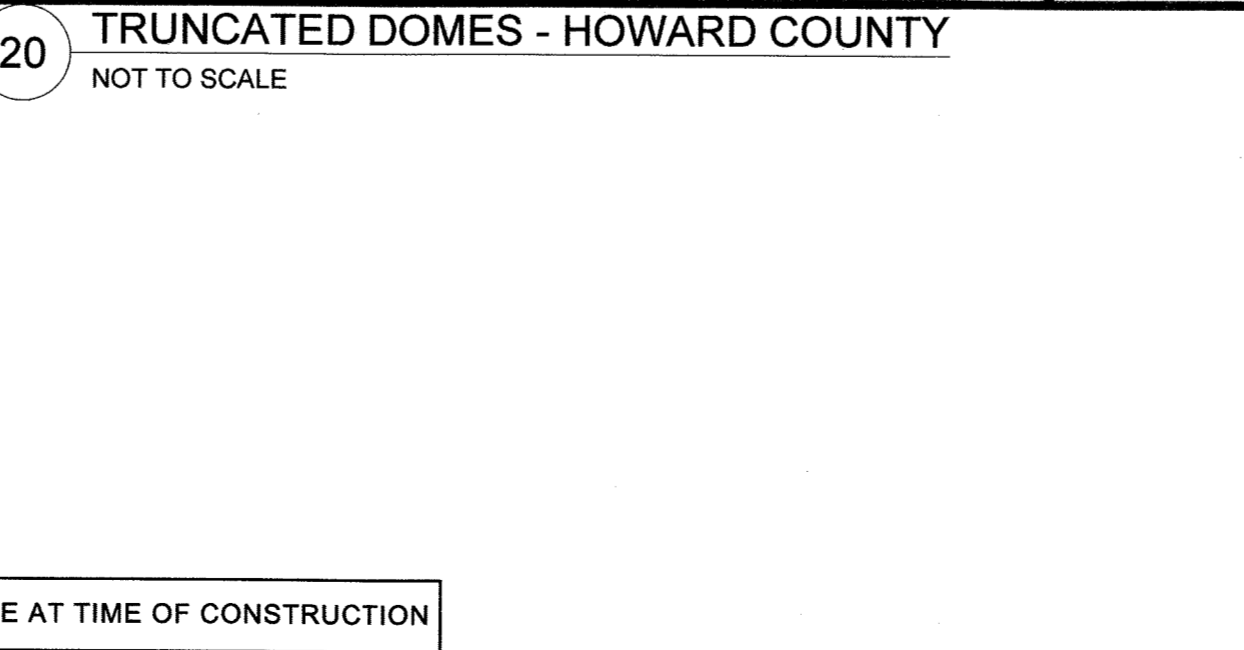 20
TRUNCATED DOMES - HOWARD COUNTY
NOT TO SCALE
E AT TIME OF CONSTRUCTION